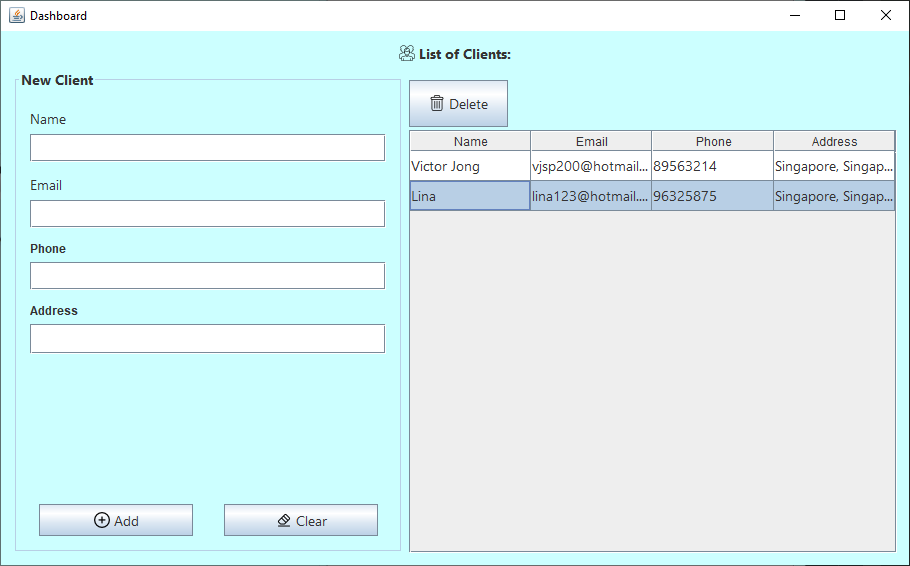 Dashboard
List of Clients:
New Client
Name
Email
Phone
Address
Add
Clear
Delete
Name Email Phone Address
Victor Jong vjsp200@hotmail.... 89563214 Singapore, Singap...
Lina lina123@hotmail.... 96325875 Singapore, Singap...